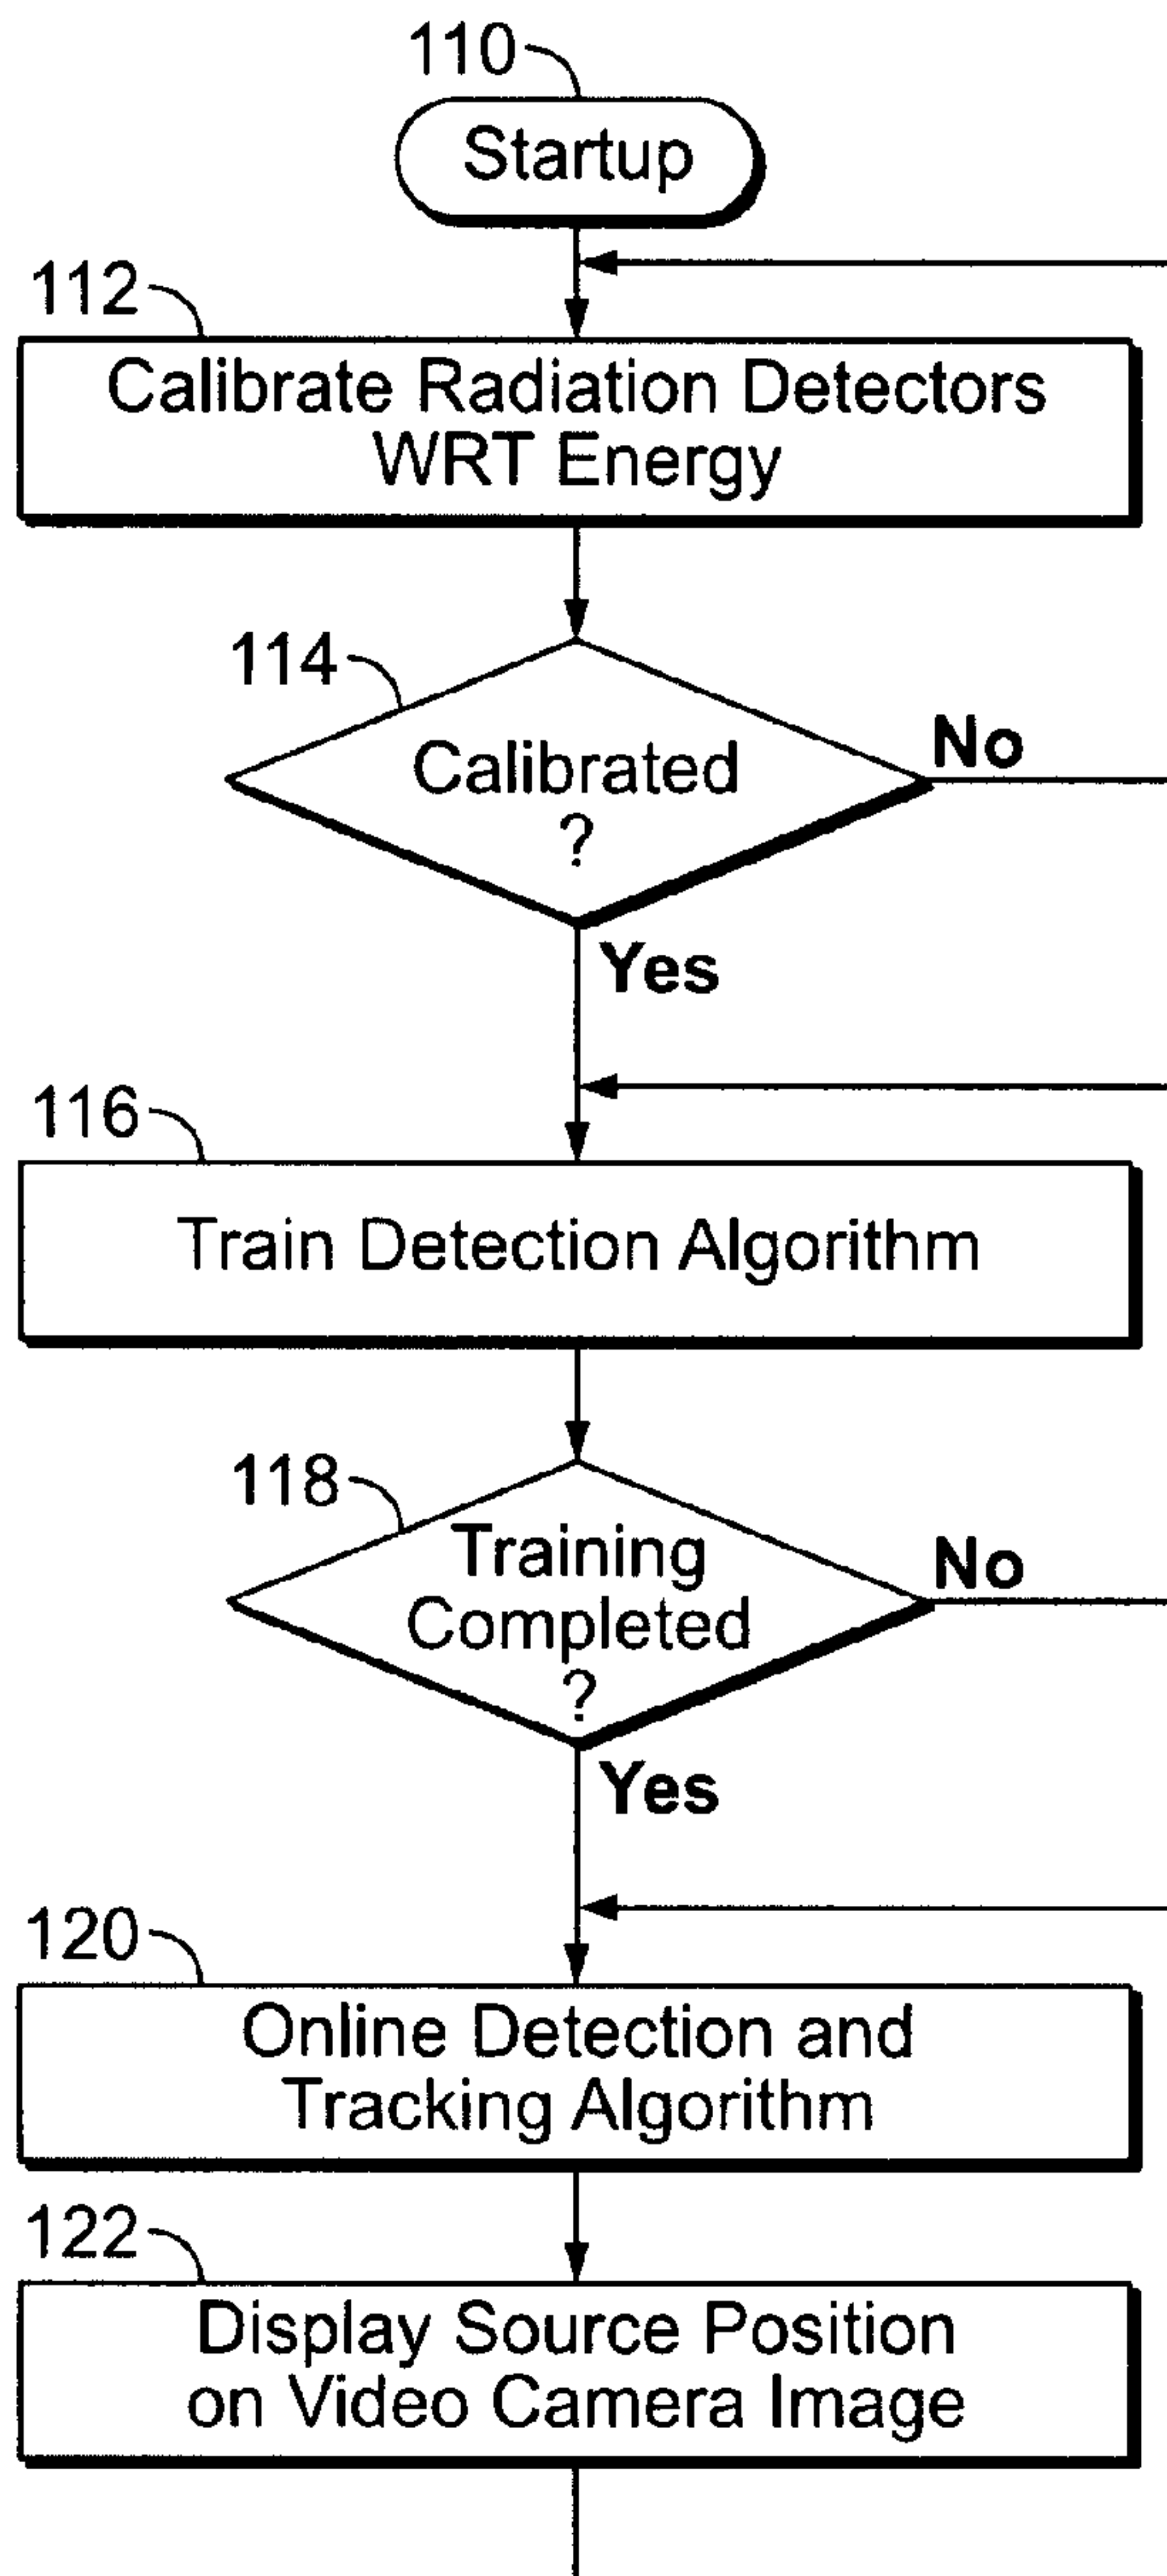 110
Startup
112
Calibrate Radiation Detectors
WRT Energy
114
Calibrated
?
No
Yes
116
Train Detection Algorithm
118
Training
Completed
?
No
Yes
120
Online Detection and
Tracking Algorithm
122
Display Source Position
on Video Camera Image